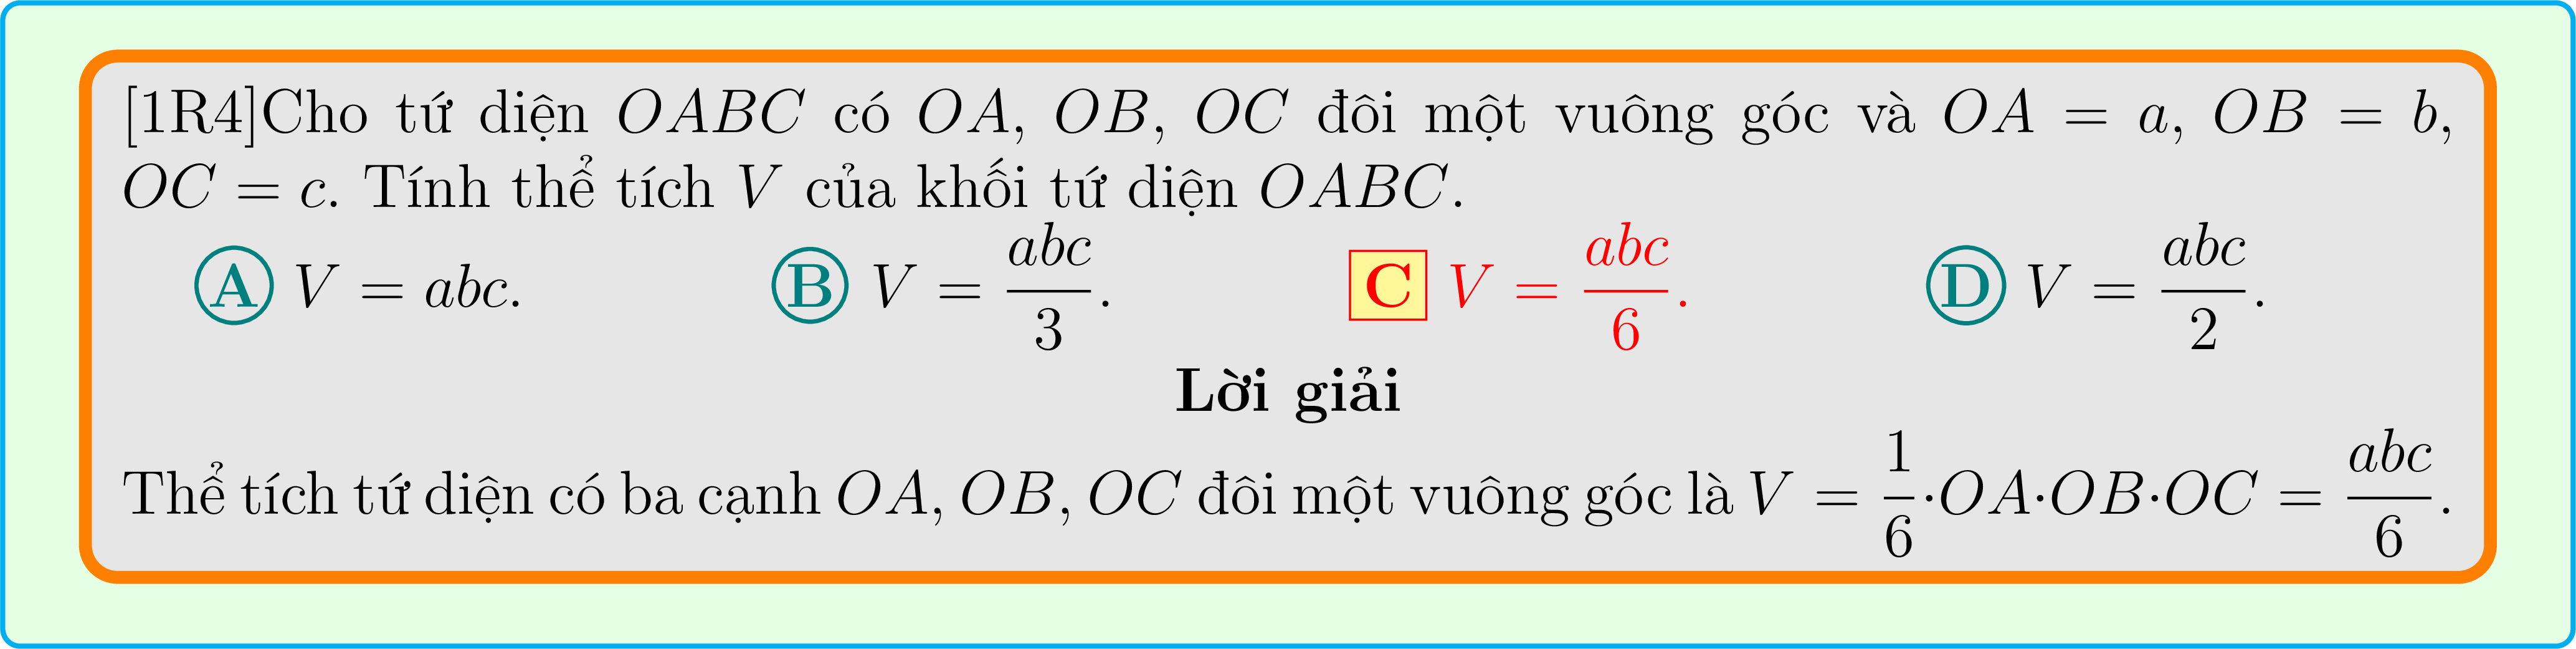 [1R4]Cho tứ diện OABC có OA, OB, OC đôi một vuông góc và OA = a, OB = b,
OC = c. Tính thể tích V của khối tứ diện OABC.
A V = abc. B V = \frac{abc}{3}. C V = \frac{abc}{6}. D V = \frac{abc}{2}.
Lời giải
Thể tích tứ diện có ba cạnh OA, OB, OC đôi một vuông góc là V = \frac{1}{6}·OA·OB·OC = \frac{abc}{6}.